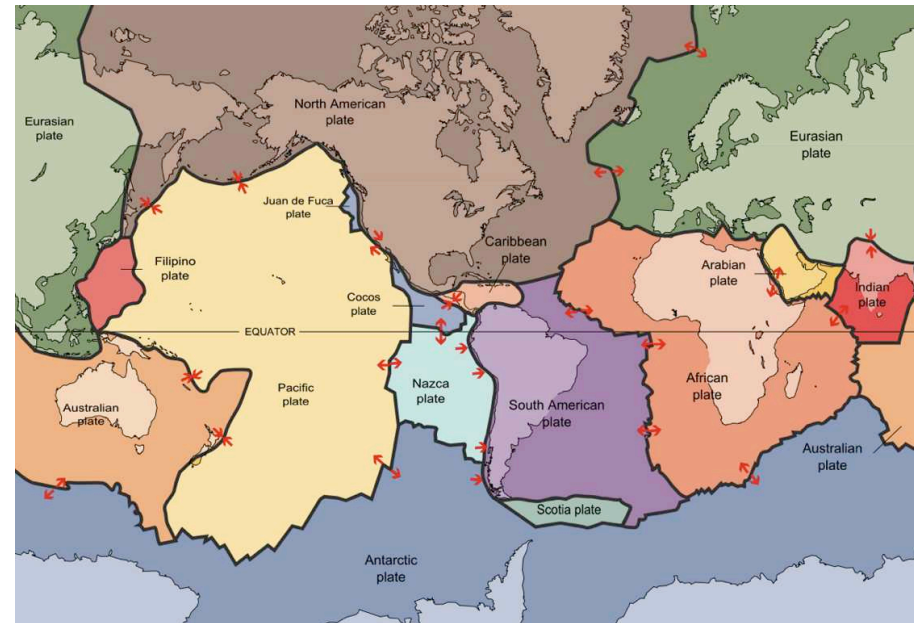 North American
plate
Eurasian
plate
Eurasian
plate
Juan de Fuca
plate
Caribbean
plate
Filipino
plate
Arabian
plate
Indian
plate
Cocos
plate
EQUATOR
Nazca
plate
Pacific
plate
African
plate
Australian
plate
South American
plate
Australian
plate
Scotia plate
Antarctic
plate